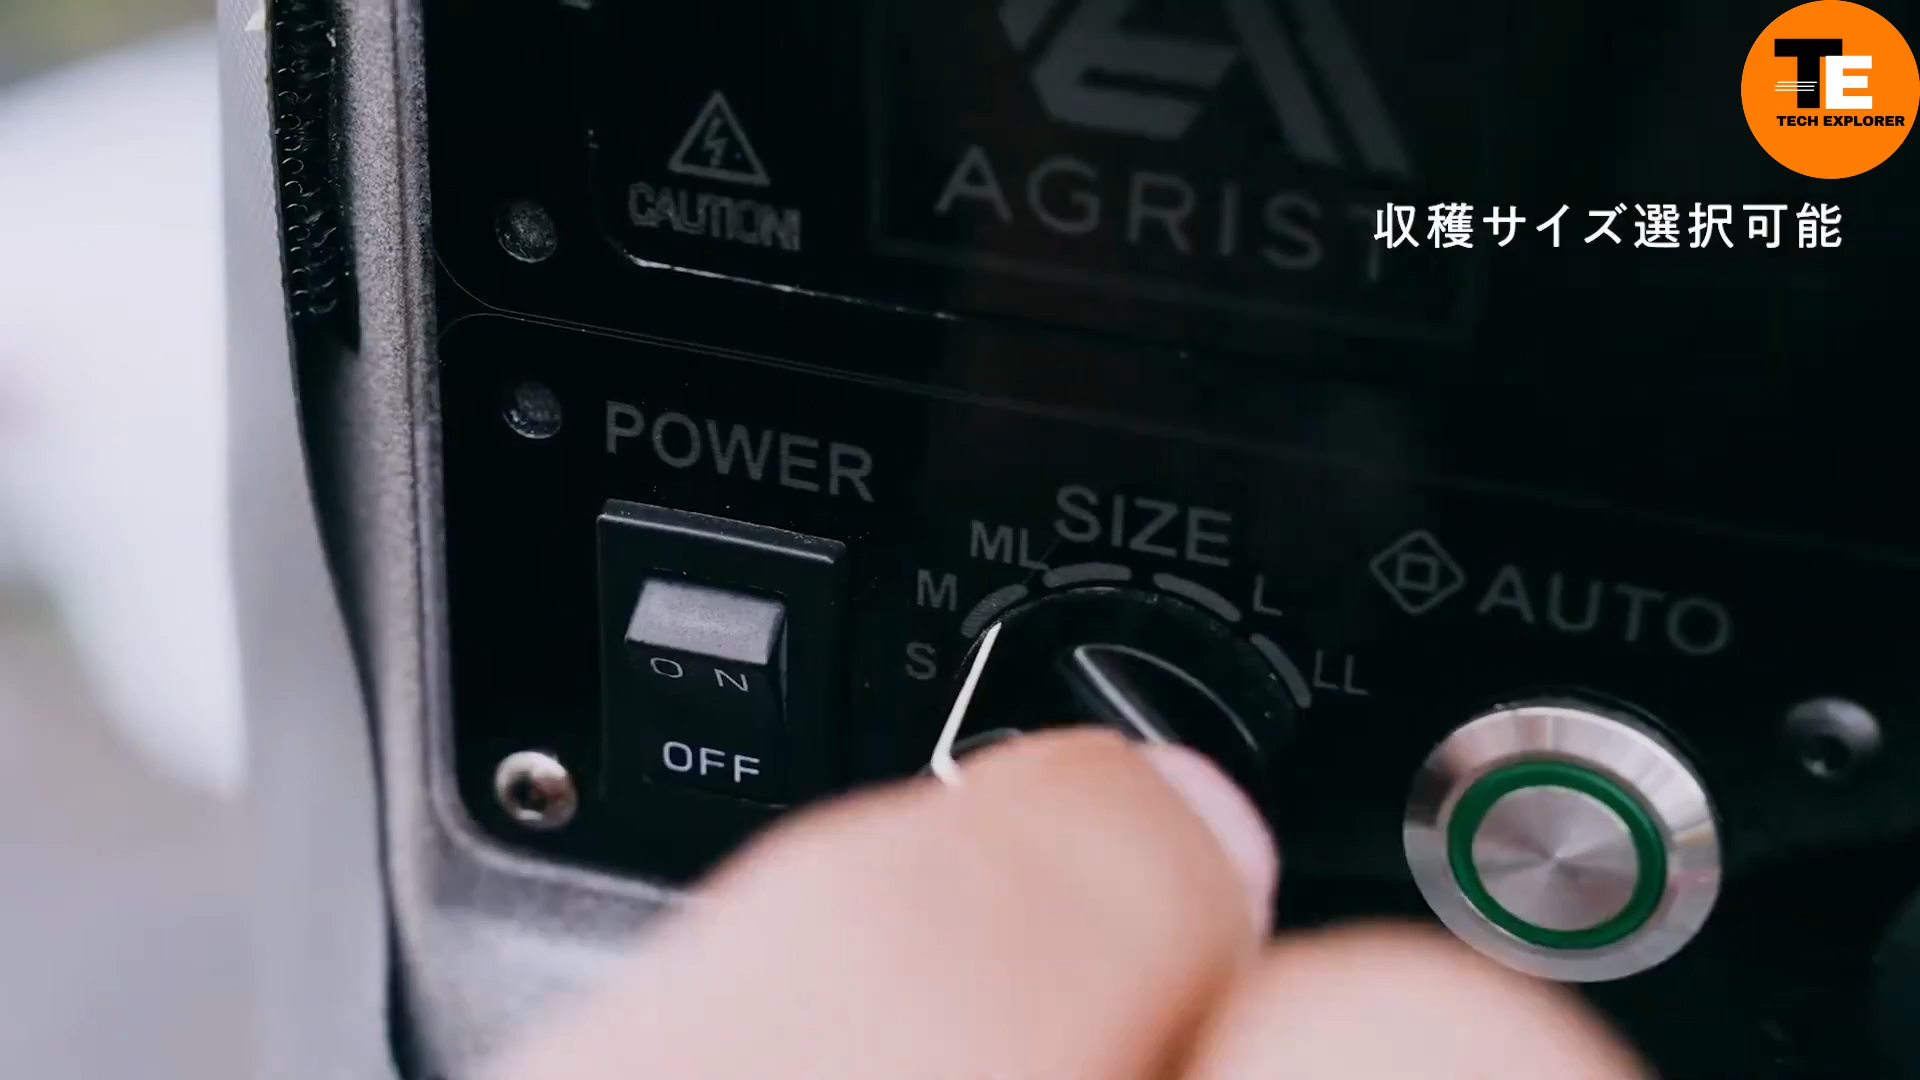 TE
TECH EXPLORER
収穫サイズ選択可能
CAUTION!
AGRIST
POWER
SIZE
S
M
ML
L
LL
AUTO
ON
OFF